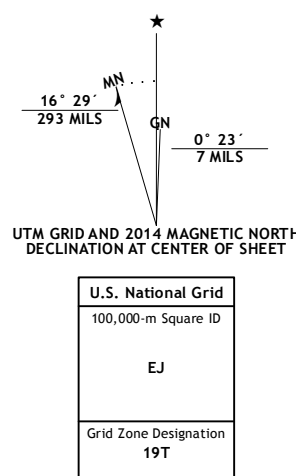 MN
16° 29´
293 MILS
GN
0° 23´
7 MILS
UTM GRID AND 2014 MAGNETIC NORTH
DECLINATION AT CENTER OF SHEET
U.S. National Grid
100,000-m Square ID
EJ
Grid Zone Designation
19T